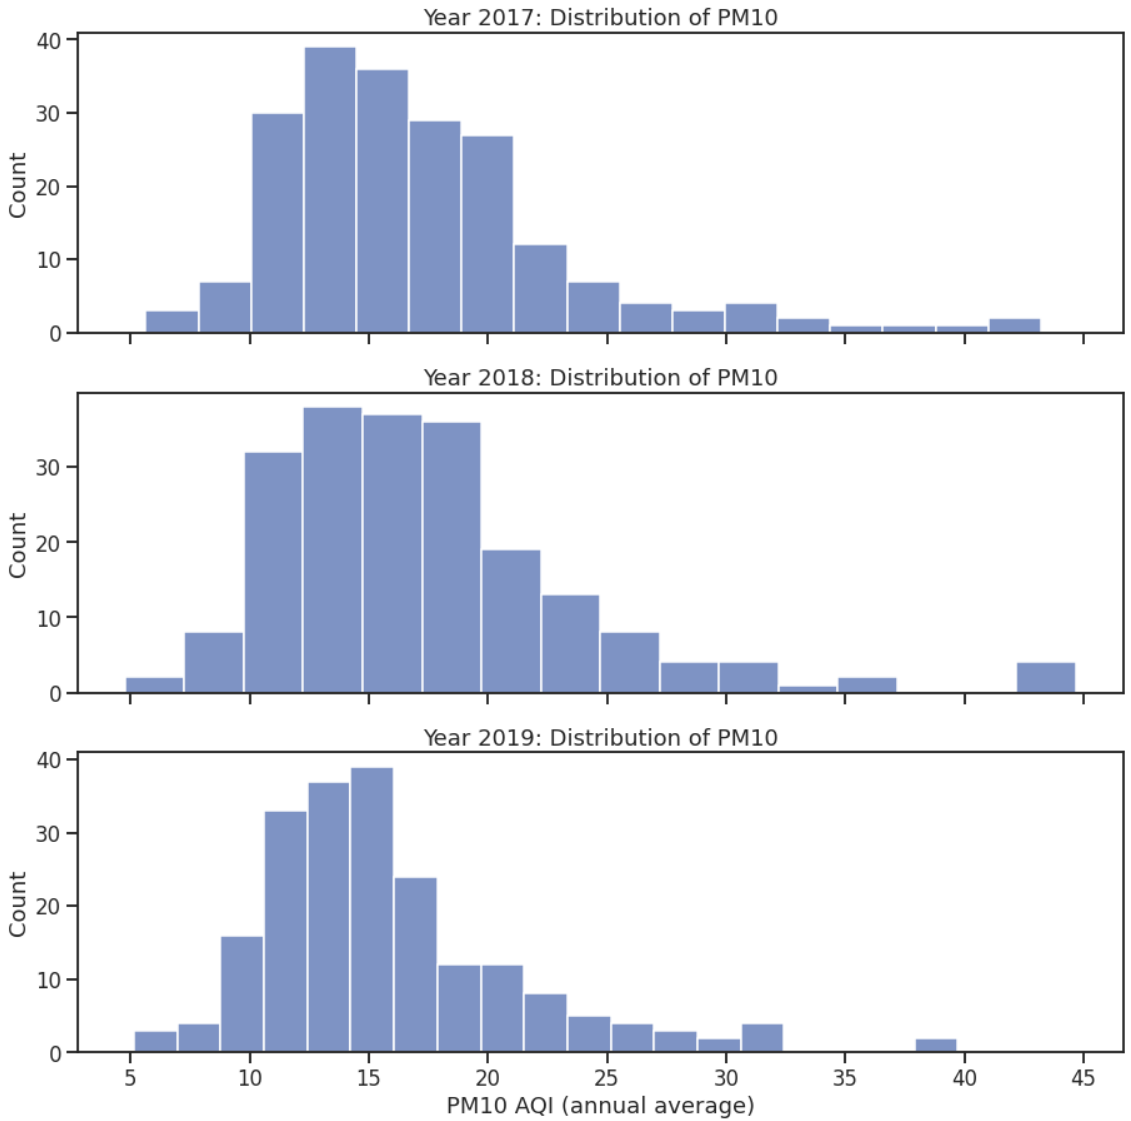 Year 2017: Distribution of PM10
40
30
20
10
0
Count
Year 2018: Distribution of PM10
30
20
10
0
Count
Year 2019: Distribution of PM10
40
30
20
10
0
Count
5 10 15 20 25 30 35 40 45
PM10 AQI (annual average)